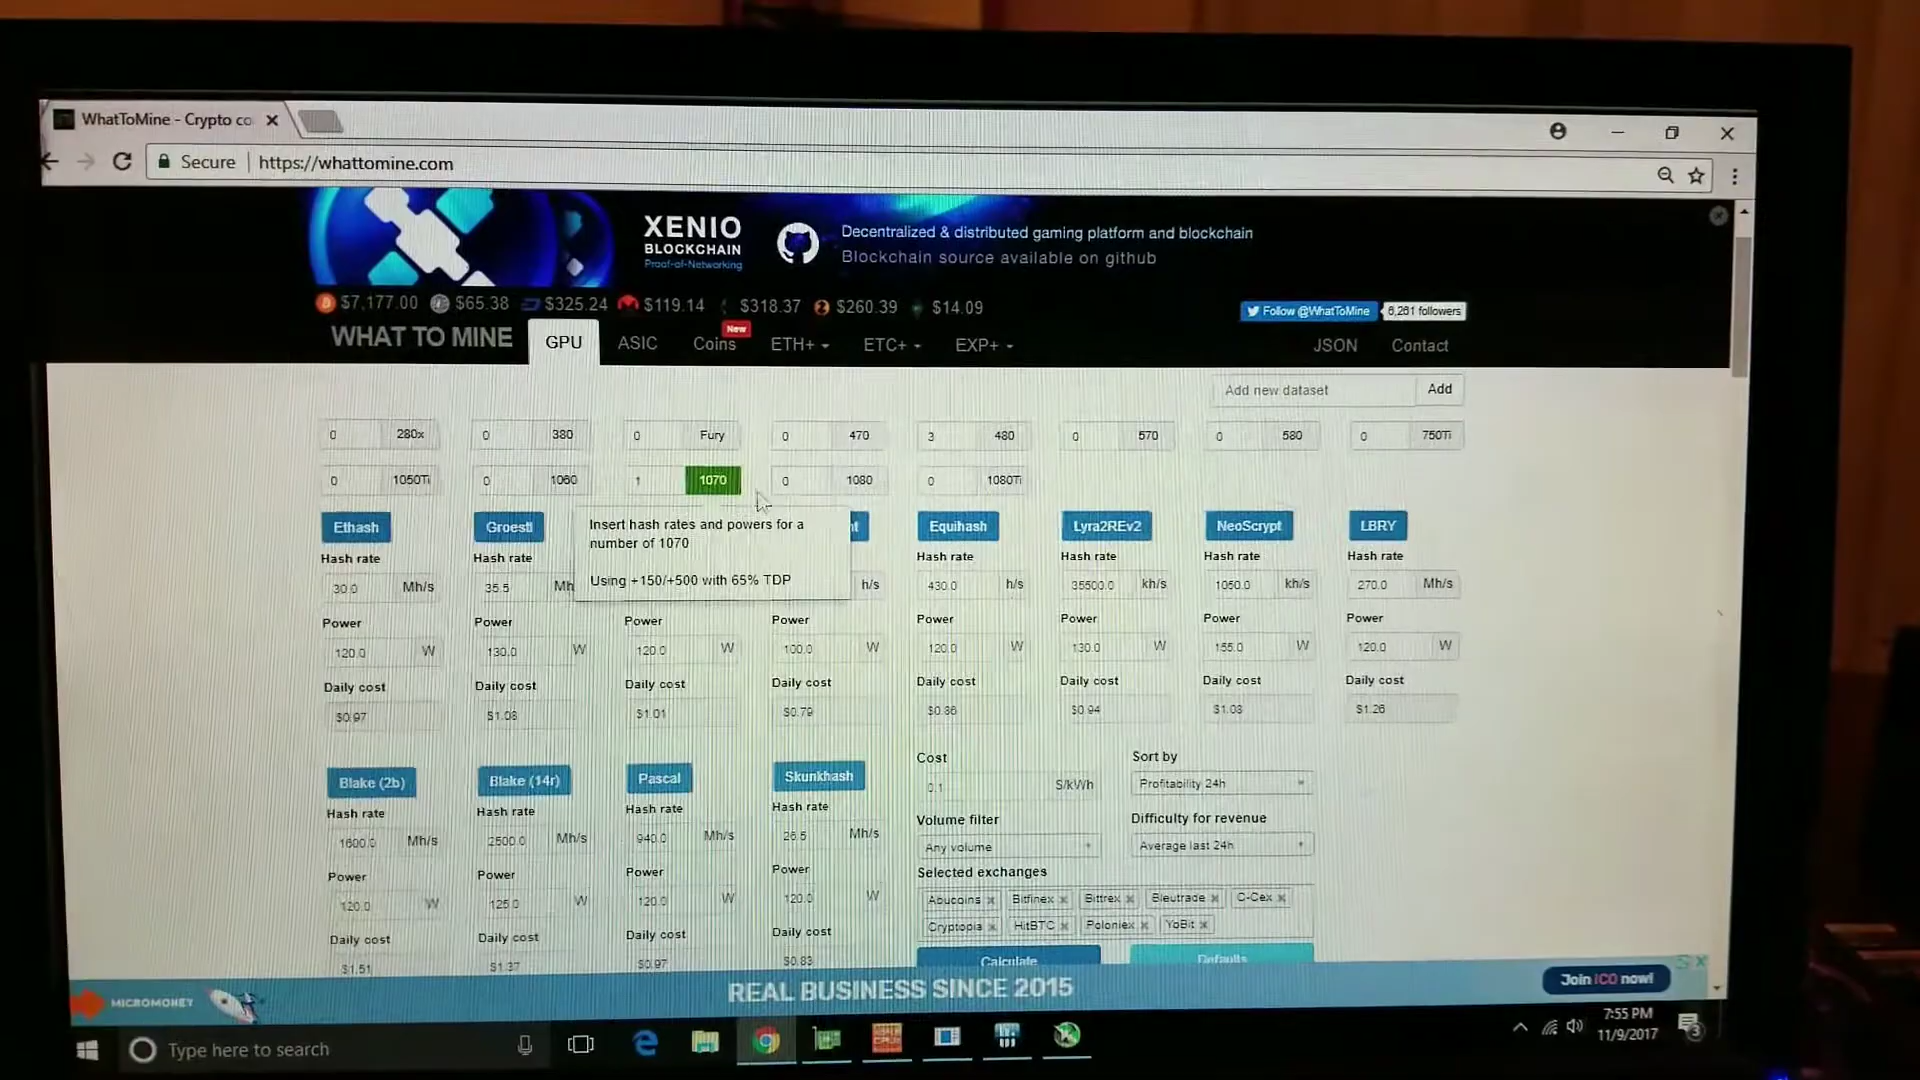 WhatToMine - Crypto co
Secure https://whattomine.com
XENIO
BLOCKCHAIN
Proof-of-Networking
Decentralized & distributed gaming platform and blockchain
Blockchain source available on github
$7,177.00 $65.38 $325.24 $119.14 $318.37 $260.39 $14.09
Follow @WhatToMine 6,261 followers
WHAT TO MINE GPU ASIC Coins New ETH+ ETC+ EXP+ JSON Contact
Add new dataset Add
0 280x 0 380 0 Fury 0 470 3 480 0 570 0 580 0 750Ti
0 1050Ti 0 1060 1 1070 0 1080 0 1080Ti
Insert hash rates and powers for a
number of 1070
Using +150/+500 with 65% TDP
Ethash Groestl Equihash Lyra2REv2 NeoScrypt LBRY
Hash rate Hash rate Hash rate Hash rate Hash rate Hash rate
30.0 Mh/s 35.5 Mh h/s 430.0 h/s 35500.0 kh/s 1050.0 kh/s 270.0 Mh/s
Power Power Power Power Power Power Power Power
120.0 W 130.0 W 120.0 W 100.0 W 120.0 W 130.0 W 155.0 W 120.0 W
Daily cost Daily cost Daily cost Daily cost Daily cost Daily cost Daily cost Daily cost
$0.97 $1.08 $1.01 $0.79 $0.86 $0.94 $1.08 $1.26
Blake (2b) Blake (14r) Pascal Skunkhash
Hash rate Hash rate Hash rate Hash rate
1600.0 Mh/s 2500.0 Mh/s 940.0 Mh/s 26.5 Mh/s
Power Power Power Power
120.0 W 125.0 W 120.0 W 120.0 W
Daily cost Daily cost Daily cost Daily cost
$1.51 $1.37 $0.97 $0.83
Cost Sort by
0.1 $/kWh Profitability 24h
Volume filter Difficulty for revenue
Any volume Average last 24h
Selected exchanges
Abucoins Bitfinex Bittrex Bleutrade C-Cex
Cryptopia HitBTC Poloniex YoBit
Calculate Defaults
MICROMONEY REAL BUSINESS SINCE 2015 Join ICO now!
Type here to search
7:55 PM
11/9/2017
3